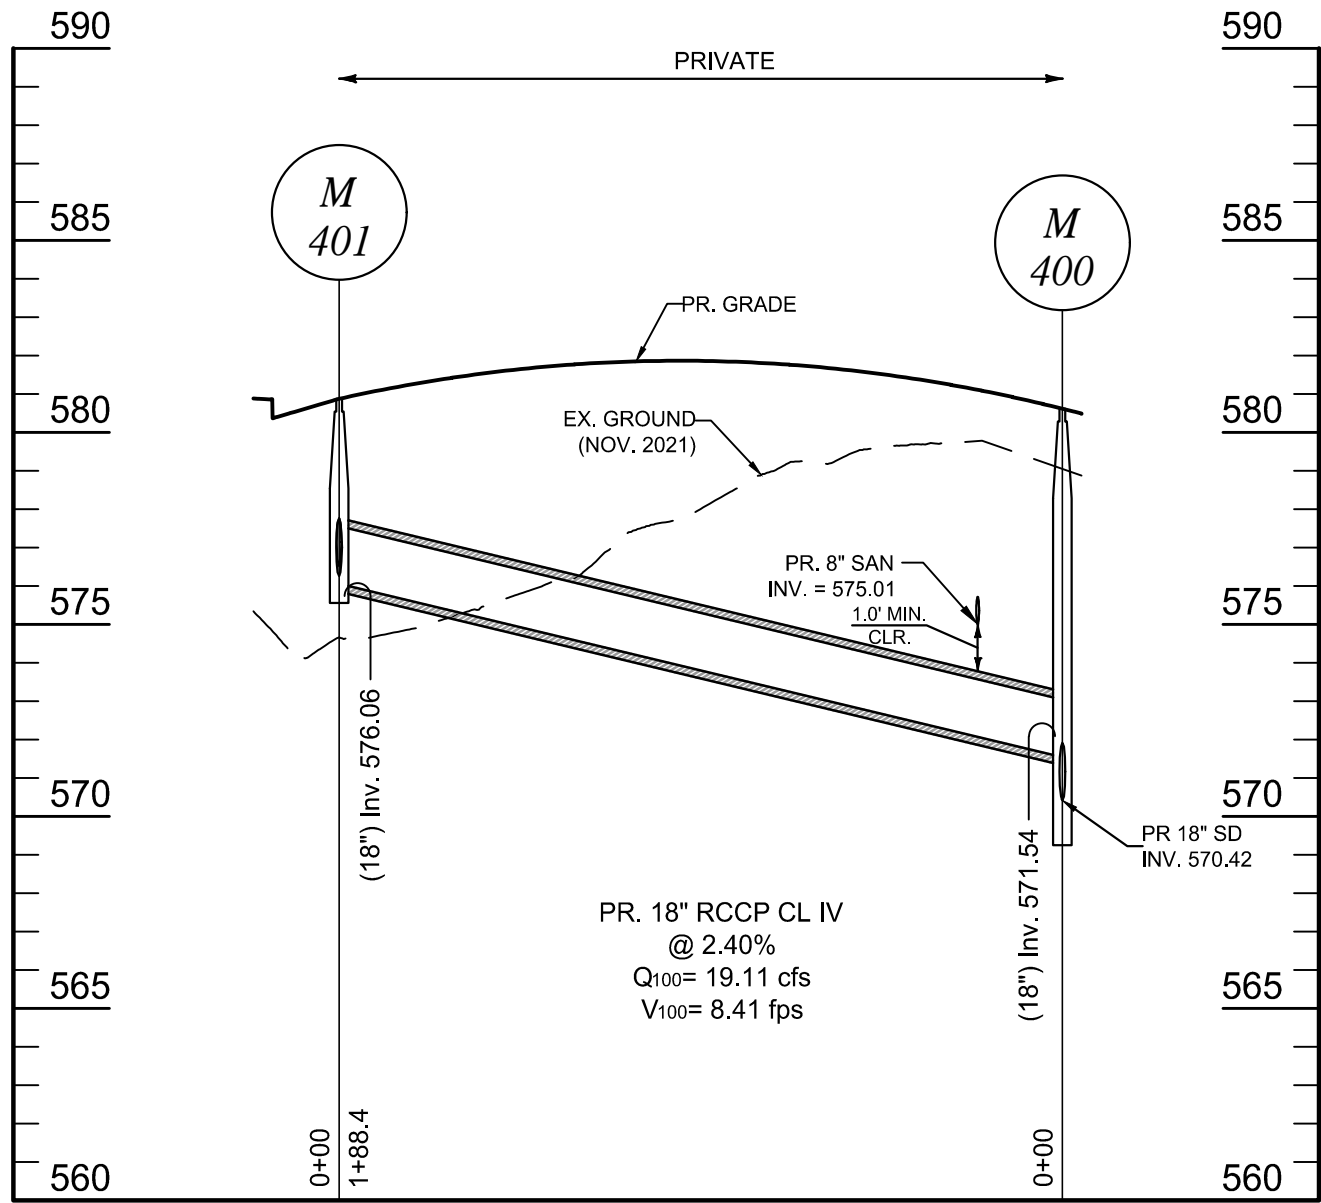 590
590
PRIVATE
M
401
M
400
585
585
PR. GRADE
580
580
EX. GROUND
(NOV. 2021)
PR. 8" SAN
INV. = 575.01
1.0' MIN.
CLR.
575
575
(18") Inv. 576.06
(18") Inv. 571.54
570
570
PR 18" SD
INV. 570.42
PR. 18" RCCP CL IV
@ 2.40%
Q100= 19.11 cfs
V100= 8.41 fps
565
565
0+00
1+88.4
0+00
560
560